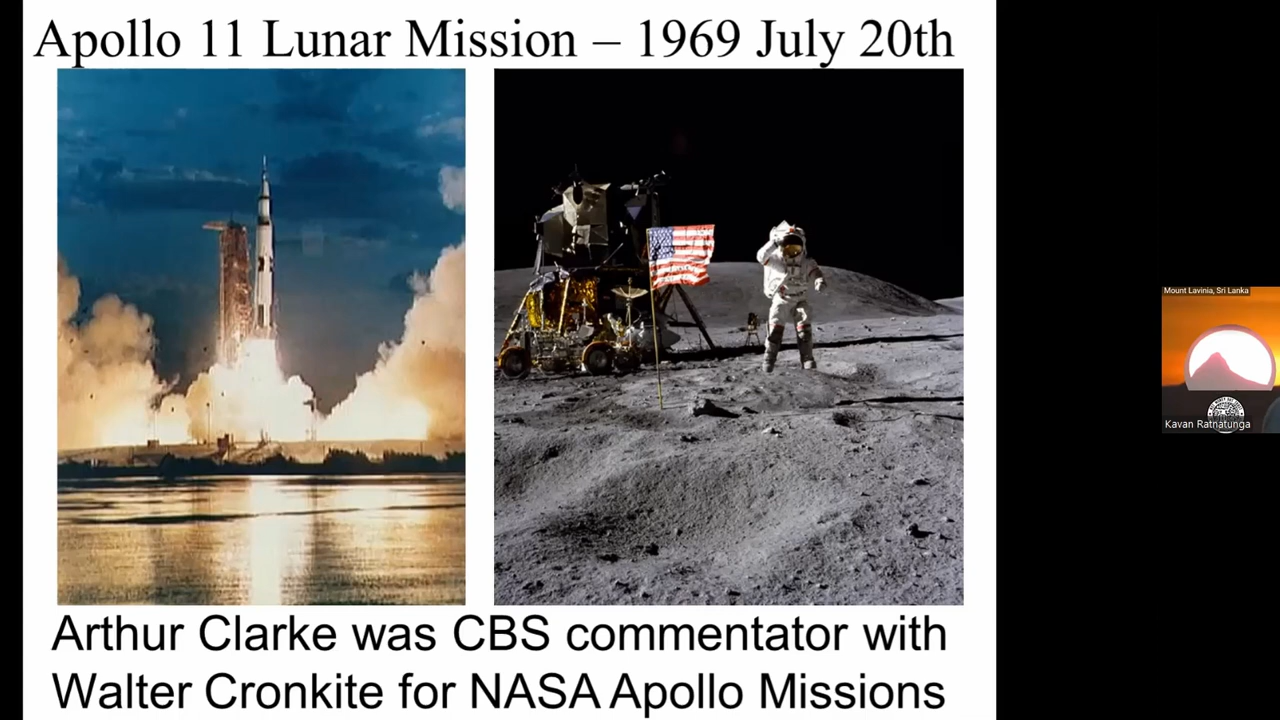 Apollo 11 Lunar Mission – 1969 July 20th
Arthur Clarke was CBS commentator with
Walter Cronkite for NASA Apollo Missions
Mount Lavinia, Sri Lanka
Kavan Ratnatunga